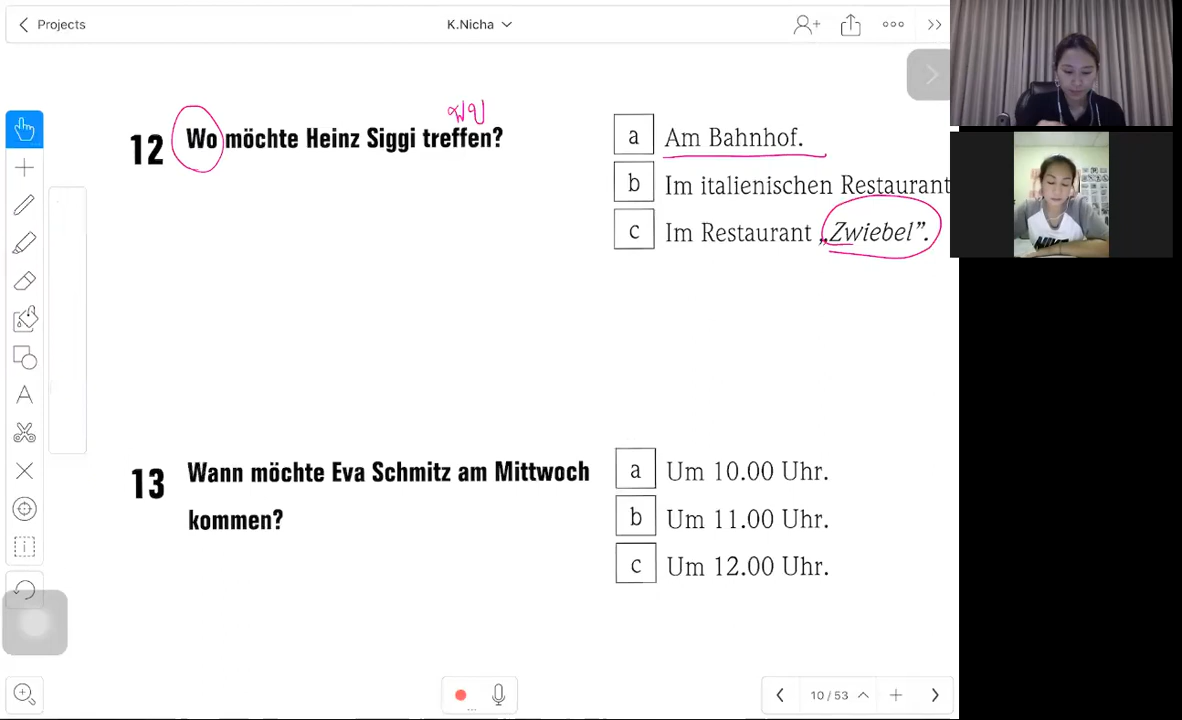 Projects
K.Nicha
พบ
12 Wo möchte Heinz Siggi treffen?
a Am Bahnhof.
b Im italienischen Restaurant
c Im Restaurant „Zwiebel”.
13 Wann möchte Eva Schmitz am Mittwoch
kommen?
a Um 10.00 Uhr.
b Um 11.00 Uhr.
c Um 12.00 Uhr.
10 / 53